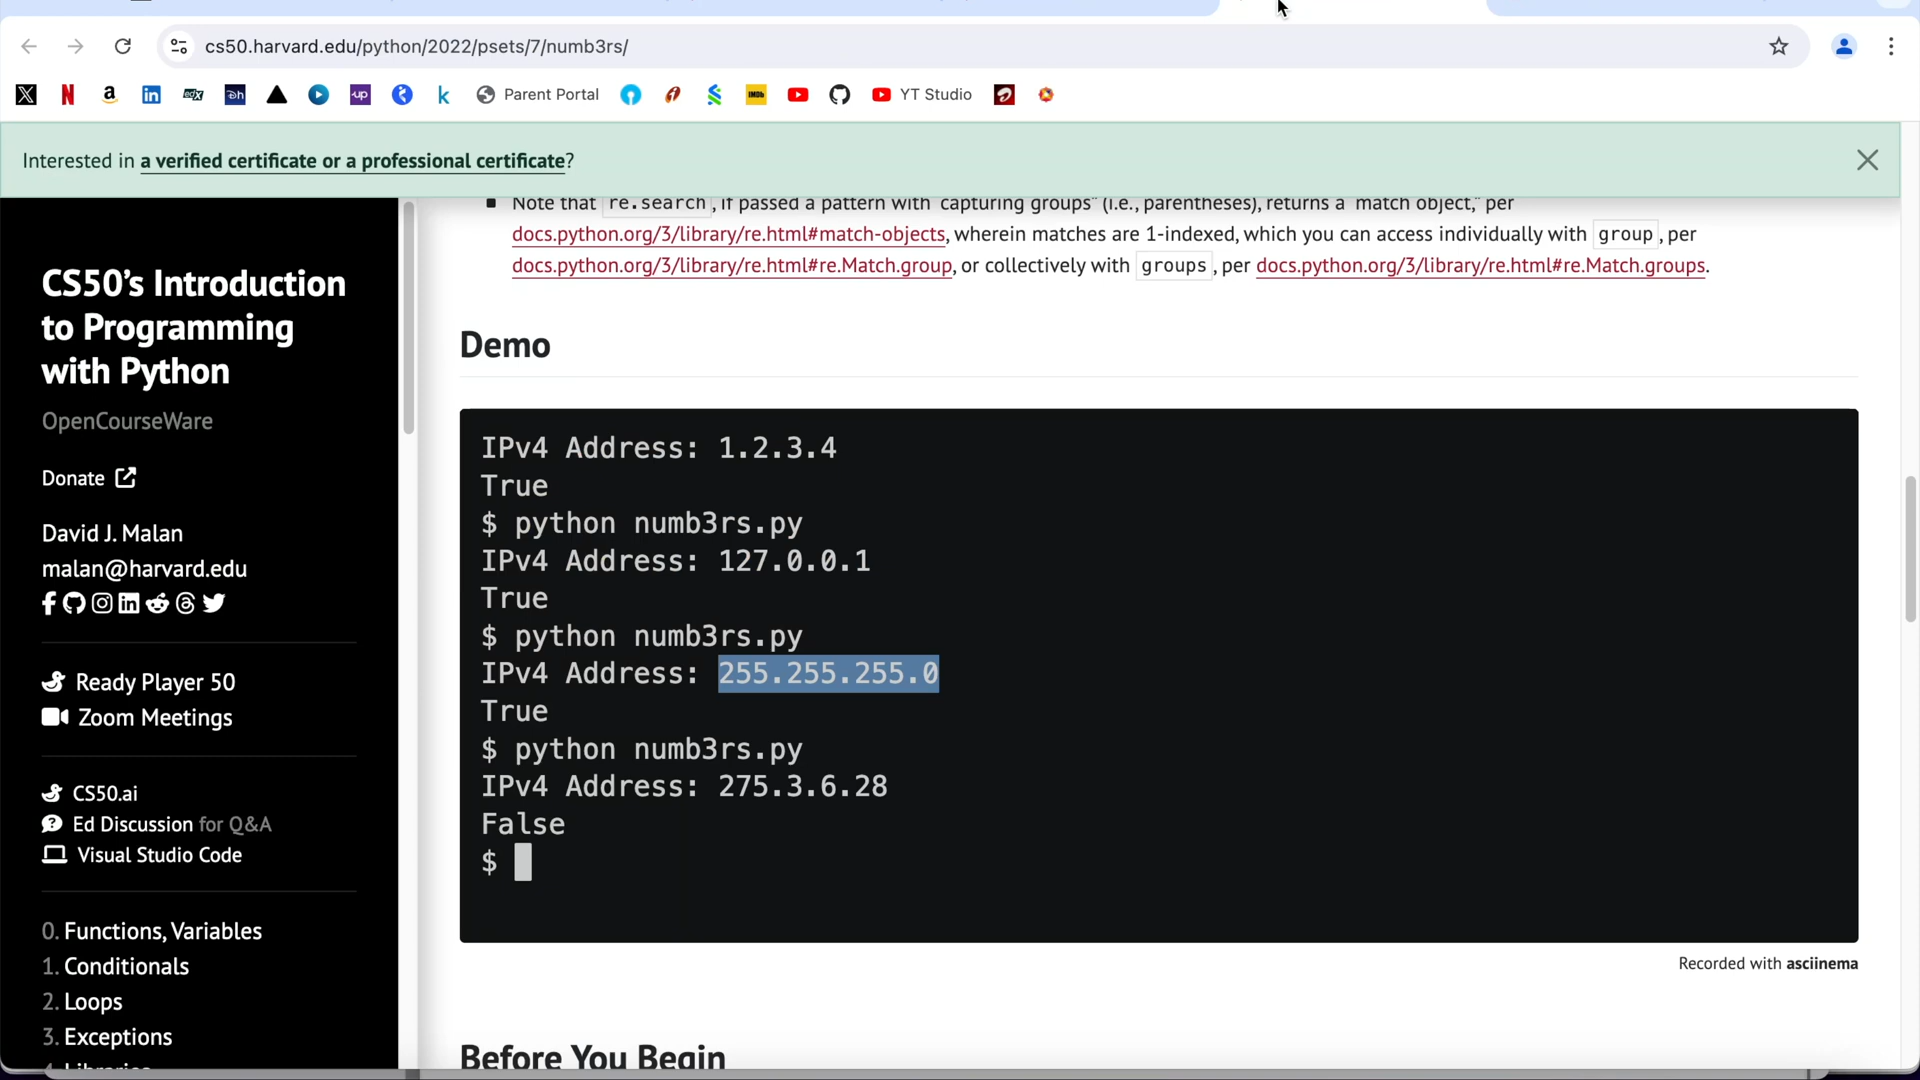 cs50.harvard.edu/python/2022/psets/7/numb3rs/
Parent Portal
YT Studio
Interested in a verified certificate or a professional certificate?
CS50’s Introduction
to Programming
with Python
OpenCourseWare
Donate
David J. Malan
malan@harvard.edu
Ready Player 50
Zoom Meetings
CS50.ai
Ed Discussion for Q&A
Visual Studio Code
0. Functions, Variables
1. Conditionals
2. Loops
3. Exceptions
4. Libraries
Note that re.search, if passed a pattern with “capturing groups” (i.e., parentheses), returns a “match object,” per
docs.python.org/3/library/re.html#match-objects, wherein matches are 1-indexed, which you can access individually with group, per
docs.python.org/3/library/re.html#re.Match.group, or collectively with groups, per docs.python.org/3/library/re.html#re.Match.groups.
Demo
IPv4 Address: 1.2.3.4
True
$ python numb3rs.py
IPv4 Address: 127.0.0.1
True
$ python numb3rs.py
IPv4 Address: 255.255.255.0
True
$ python numb3rs.py
IPv4 Address: 275.3.6.28
False
$
Recorded with asciinema
Before You Begin